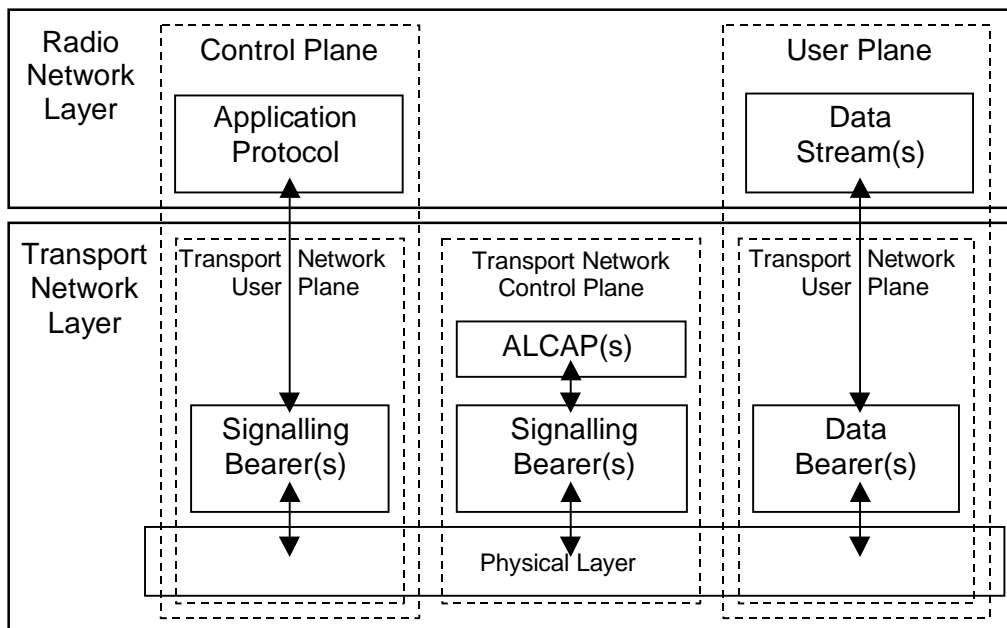 Radio
Network
Layer
Control Plane
User Plane
Application
Protocol
Data
Stream(s)
Transport
Network
Layer
Transport Network
User Plane
Transport Network
Control Plane
Transport Network
User Plane
ALCAP(s)
Signalling
Bearer(s)
Signalling
Bearer(s)
Data
Bearer(s)
Physical Layer